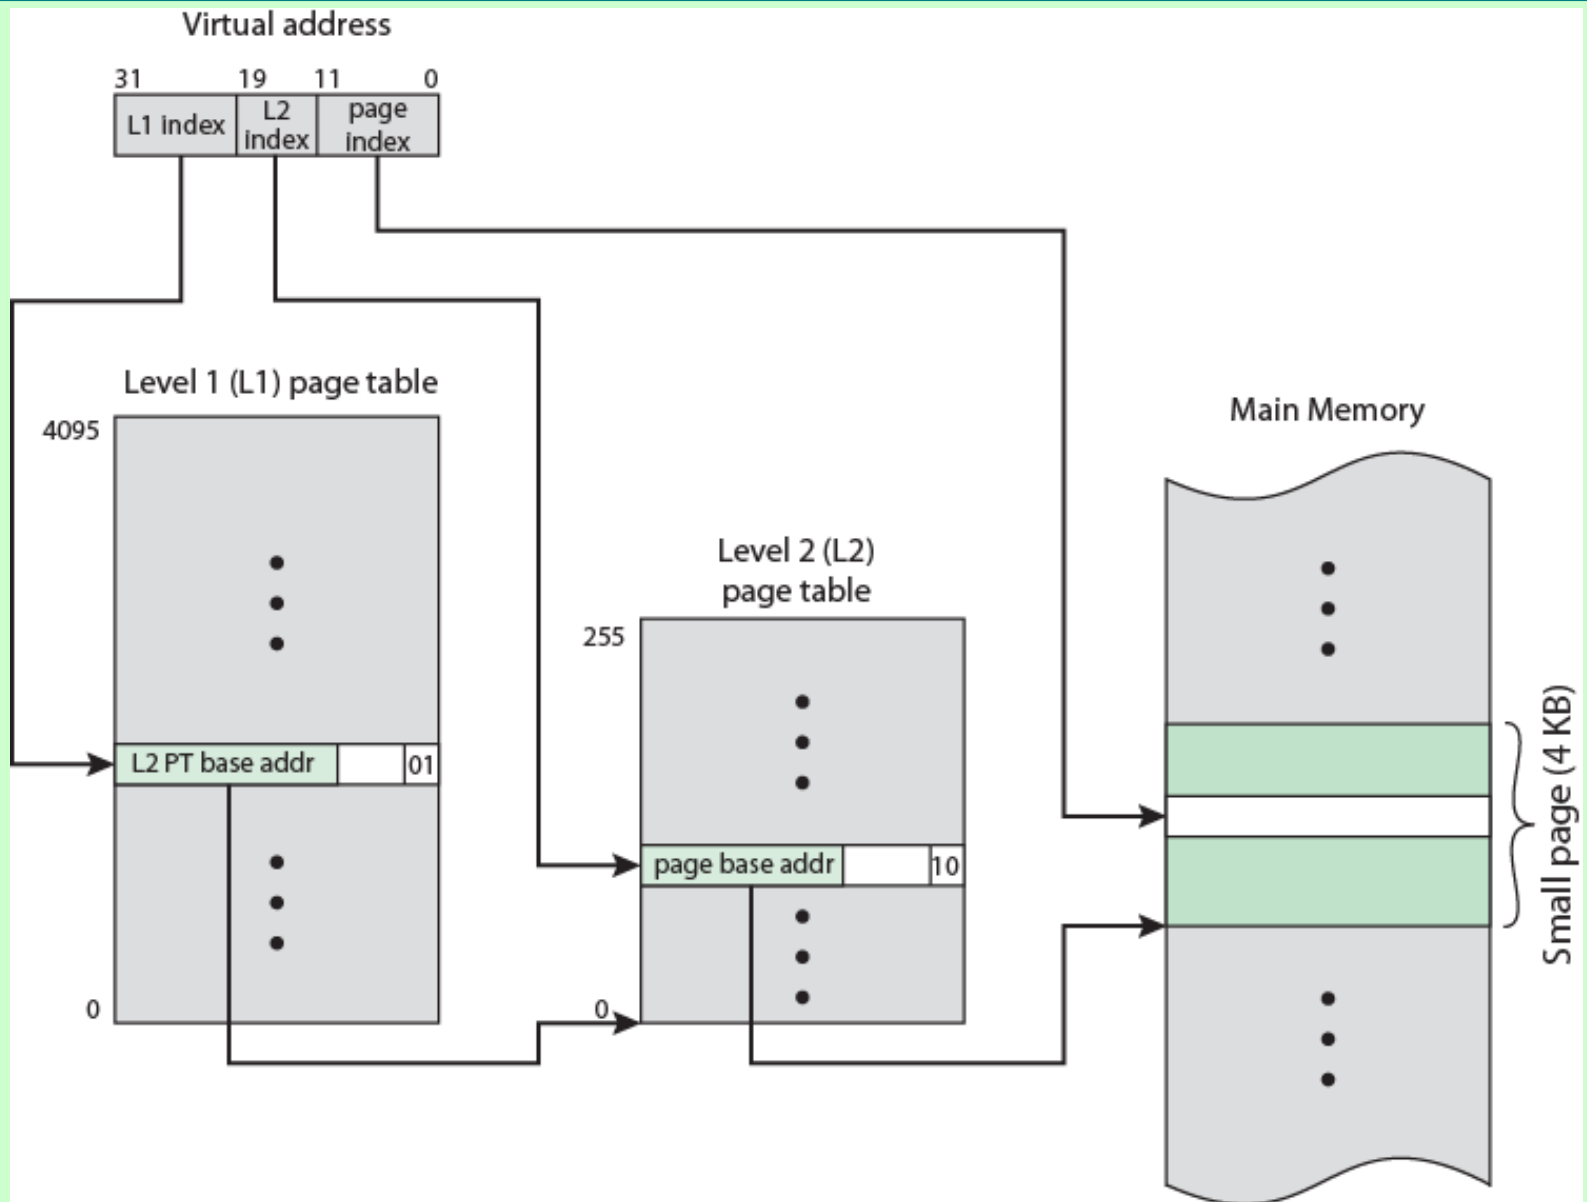 Virtual address
31 19 11 0
L1 index
L2
index
page
index
Level 1 (L1) page table
4095
L2 PT base addr 01
0
Level 2 (L2)
page table
255
page base addr 10
0
Main Memory
Small page (4 KB)